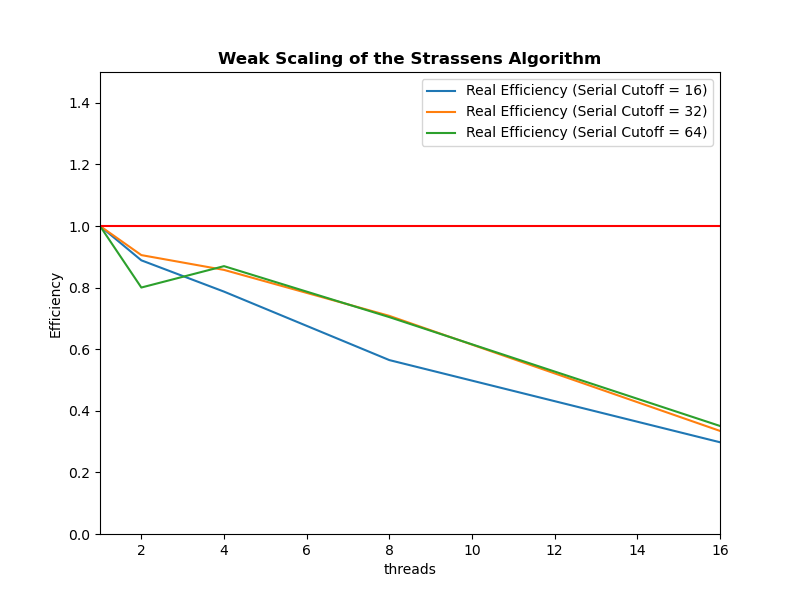 Weak Scaling of the Strassens Algorithm
Real Efficiency (Serial Cutoff = 16)
Real Efficiency (Serial Cutoff = 32)
Real Efficiency (Serial Cutoff = 64)
1.4
1.2
1.0
0.8
0.6
0.4
0.2
0.0
Efficiency
2 4 6 8 10 12 14 16
threads